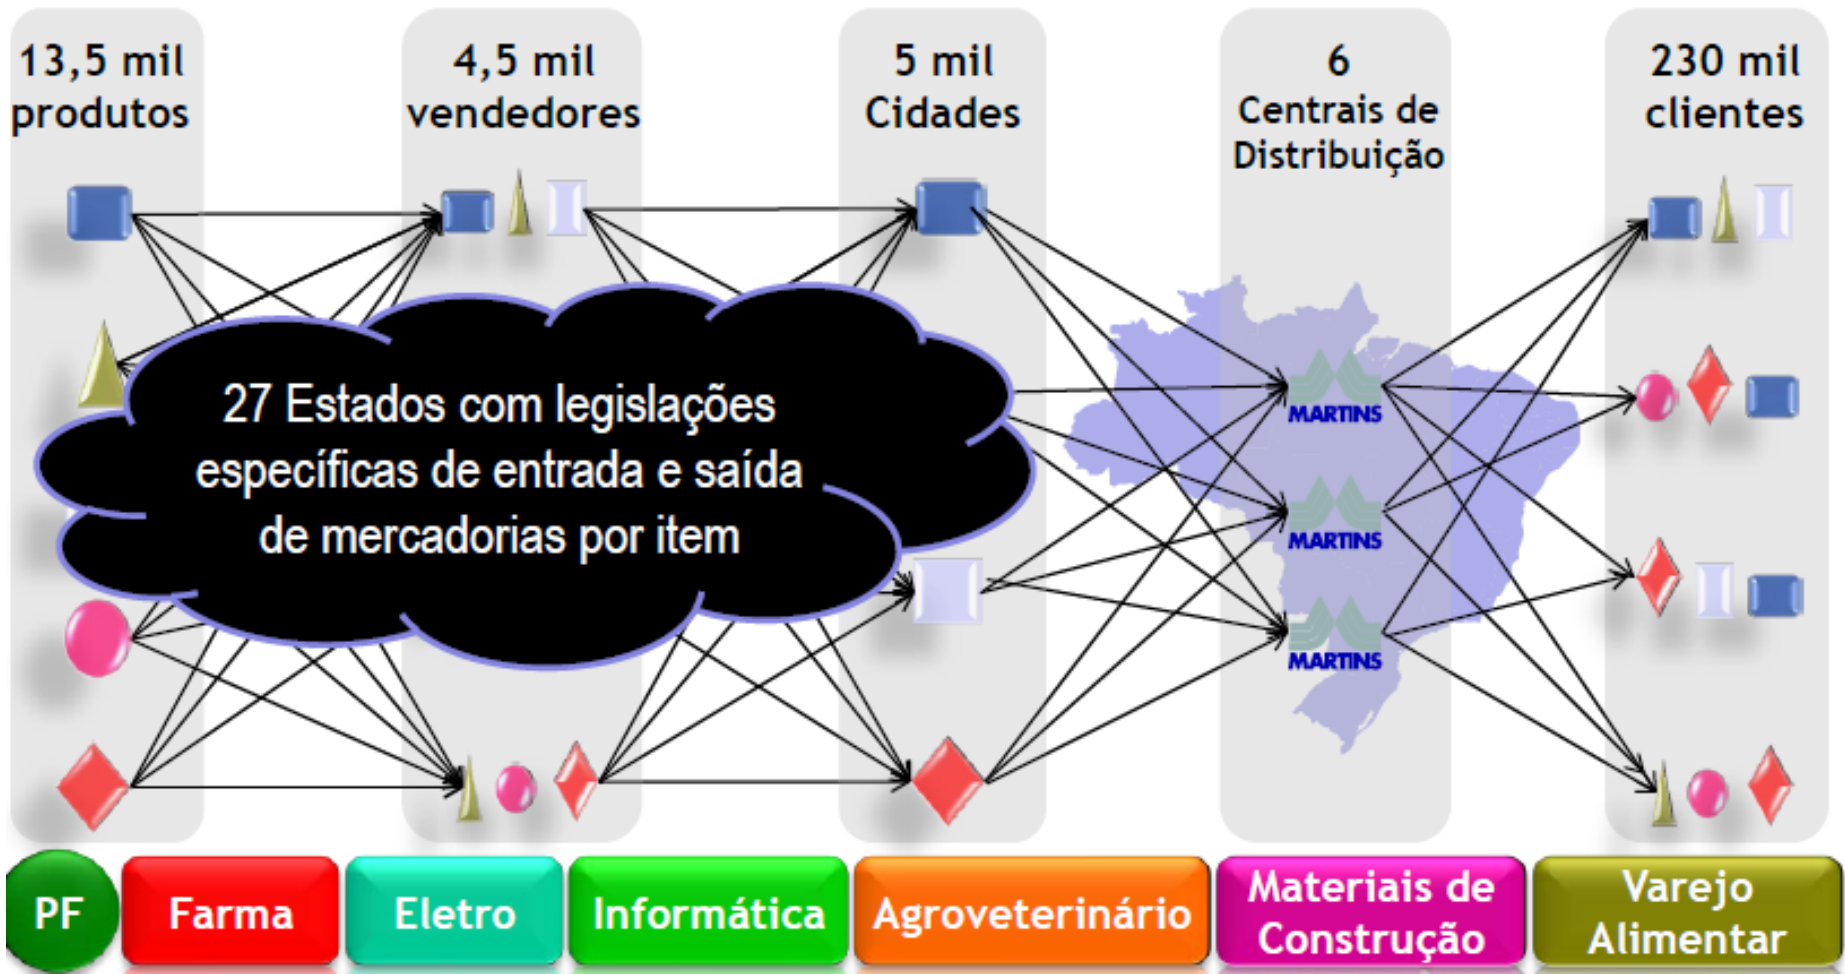 13,5 mil
produtos
4,5 mil
vendedores
5 mil
Cidades
6
Centrais de
Distribuição
230 mil
clientes
27 Estados com legislações
específicas de entrada e saída
de mercadorias por item
MARTINS
MARTINS
MARTINS
PF
Farma
Eletro
Informática
Agroveterinário
Materiais de
Construção
Varejo
Alimentar